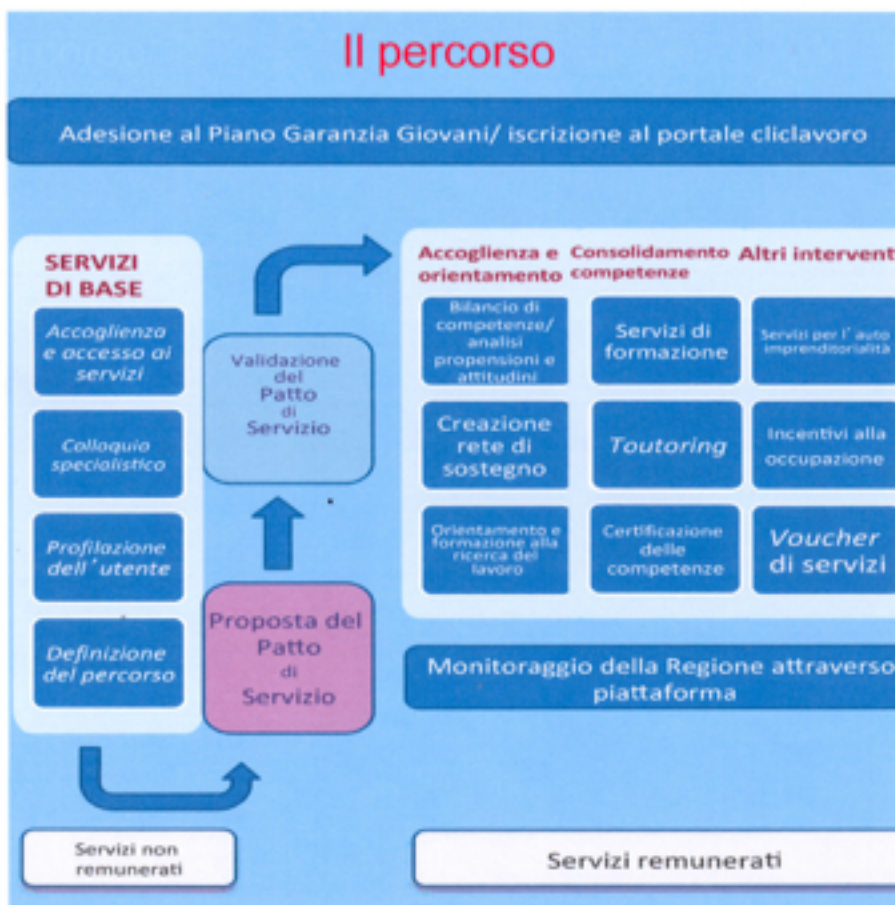 Il percorso
Adesione al Piano Garanzia Giovani/ iscrizione al portale cliclavoro
SERVIZI
DI BASE
Accoglienza
e accesso ai
servizi
Colloquio
specialistico
Profilazione
dell'utente
Definizione
del percorso
Validazione
del
Patto
di
Servizio
Proposta del
Patto
di
Servizio
Accoglienza e
orientamento
Bilancio di
competenze/
analisi
propensioni e
attitudini
Creazione
rete di
sostegno
Orientamento e
formazione alla
ricerca del
lavoro
Consolidamento
competenze
Servizi di
formazione
Toutoring
Certificazione
delle
competenze
Altri intervent
Servizi per l'auto
imprenditorialità
Incentivi alla
occupazione
Voucher
di servizi
Monitoraggio della Regione attraverso
piattaforma
Servizi non
remunerati
Servizi remunerati